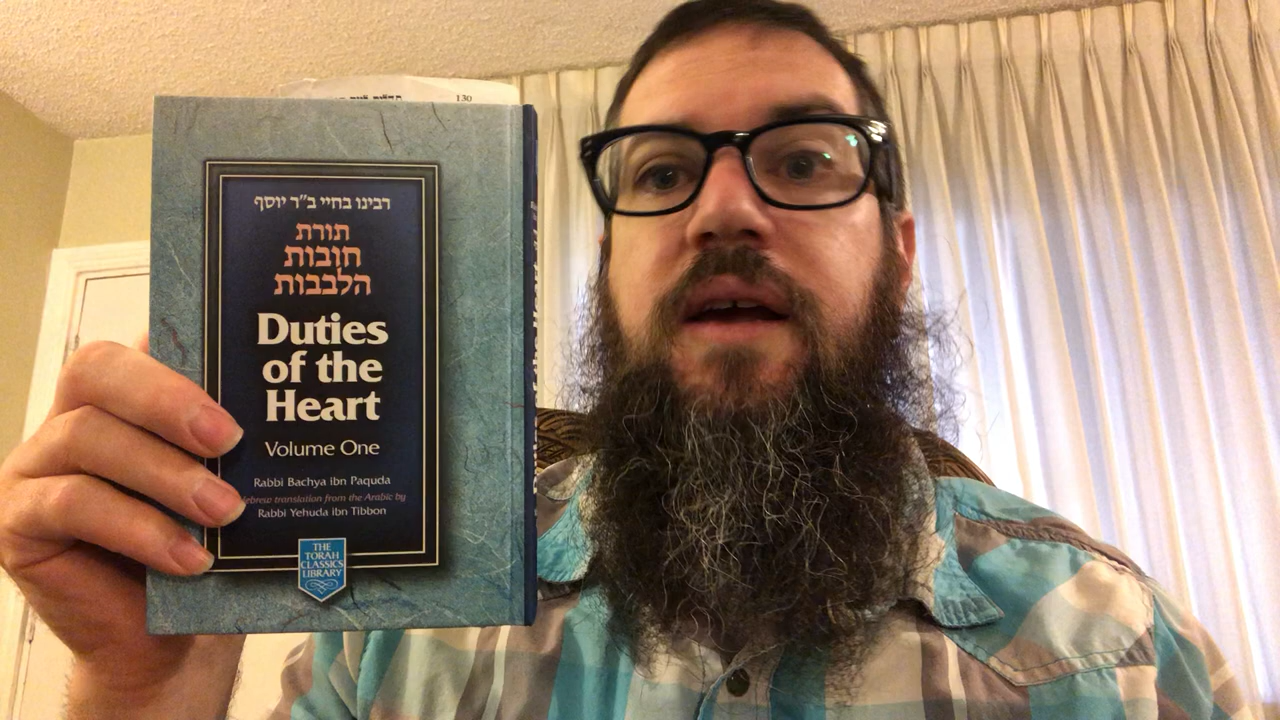 130
רבינו בחיי ב"ר יוסף
תורת
חובות
הלבבות
Duties
of the
Heart
Volume One
Rabbi Bachya ibn Paquda
Hebrew translation from the Arabic by
Rabbi Yehuda ibn Tibbon
THE
TORAH
CLASSICS
LIBRARY